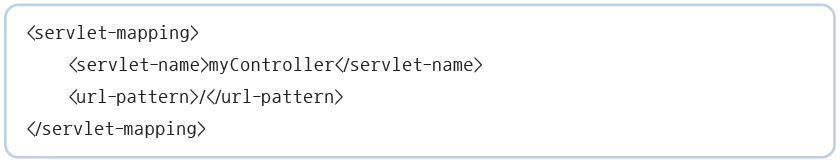 <servlet-mapping>
<servlet-name>myController</servlet-name>
<url-pattern>/</url-pattern>
</servlet-mapping>